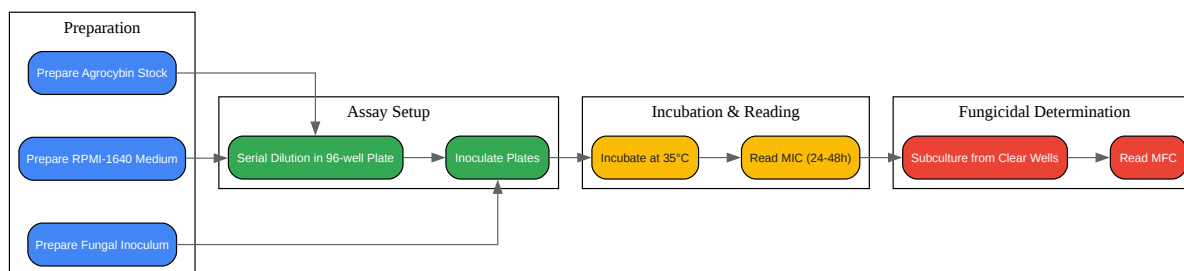 Preparation
Prepare Agrocybin Stock
Prepare RPMI-1640 Medium
Prepare Fungal Inoculum
Assay Setup
Serial Dilution in 96-well Plate
Inoculate Plates
Incubation & Reading
Incubate at 35°C
Read MIC (24-48h)
Fungicidal Determination
Subculture from Clear Wells
Read MFC